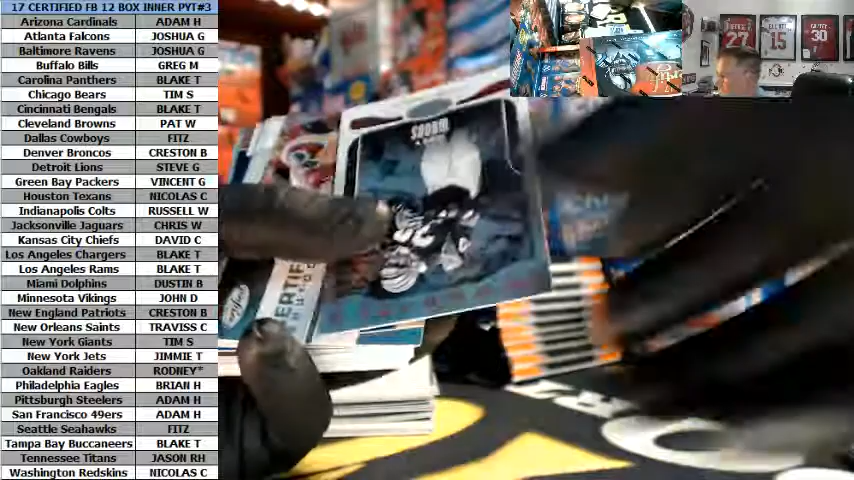 17 CERTIFIED FB 12 BOX INNER PYT#3
Arizona Cardinals ADAM H
Atlanta Falcons JOSHUA G
Baltimore Ravens JOSHUA G
Buffalo Bills GREG M
Carolina Panthers BLAKE T
Chicago Bears TIM S
Cincinnati Bengals BLAKE T
Cleveland Browns PAT W
Dallas Cowboys FITZ
Denver Broncos CRESTON B
Detroit Lions STEVE G
Green Bay Packers VINCENT G
Houston Texans NICOLAS C
Indianapolis Colts RUSSELL W
Jacksonville Jaguars CHRIS W
Kansas City Chiefs DAVID C
Los Angeles Chargers BLAKE T
Los Angeles Rams BLAKE T
Miami Dolphins DUSTIN B
Minnesota Vikings JOHN D
New England Patriots CRESTON B
New Orleans Saints TRAVISS C
New York Giants TIM S
New York Jets JIMMIE T
Oakland Raiders RODNEY*
Philadelphia Eagles BRIAN H
Pittsburgh Steelers ADAM H
San Francisco 49ers ADAM H
Seattle Seahawks FITZ
Tampa Bay Buccaneers BLAKE T
Tennessee Titans JASON RH
Washington Redskins NICOLAS C
27
15
30